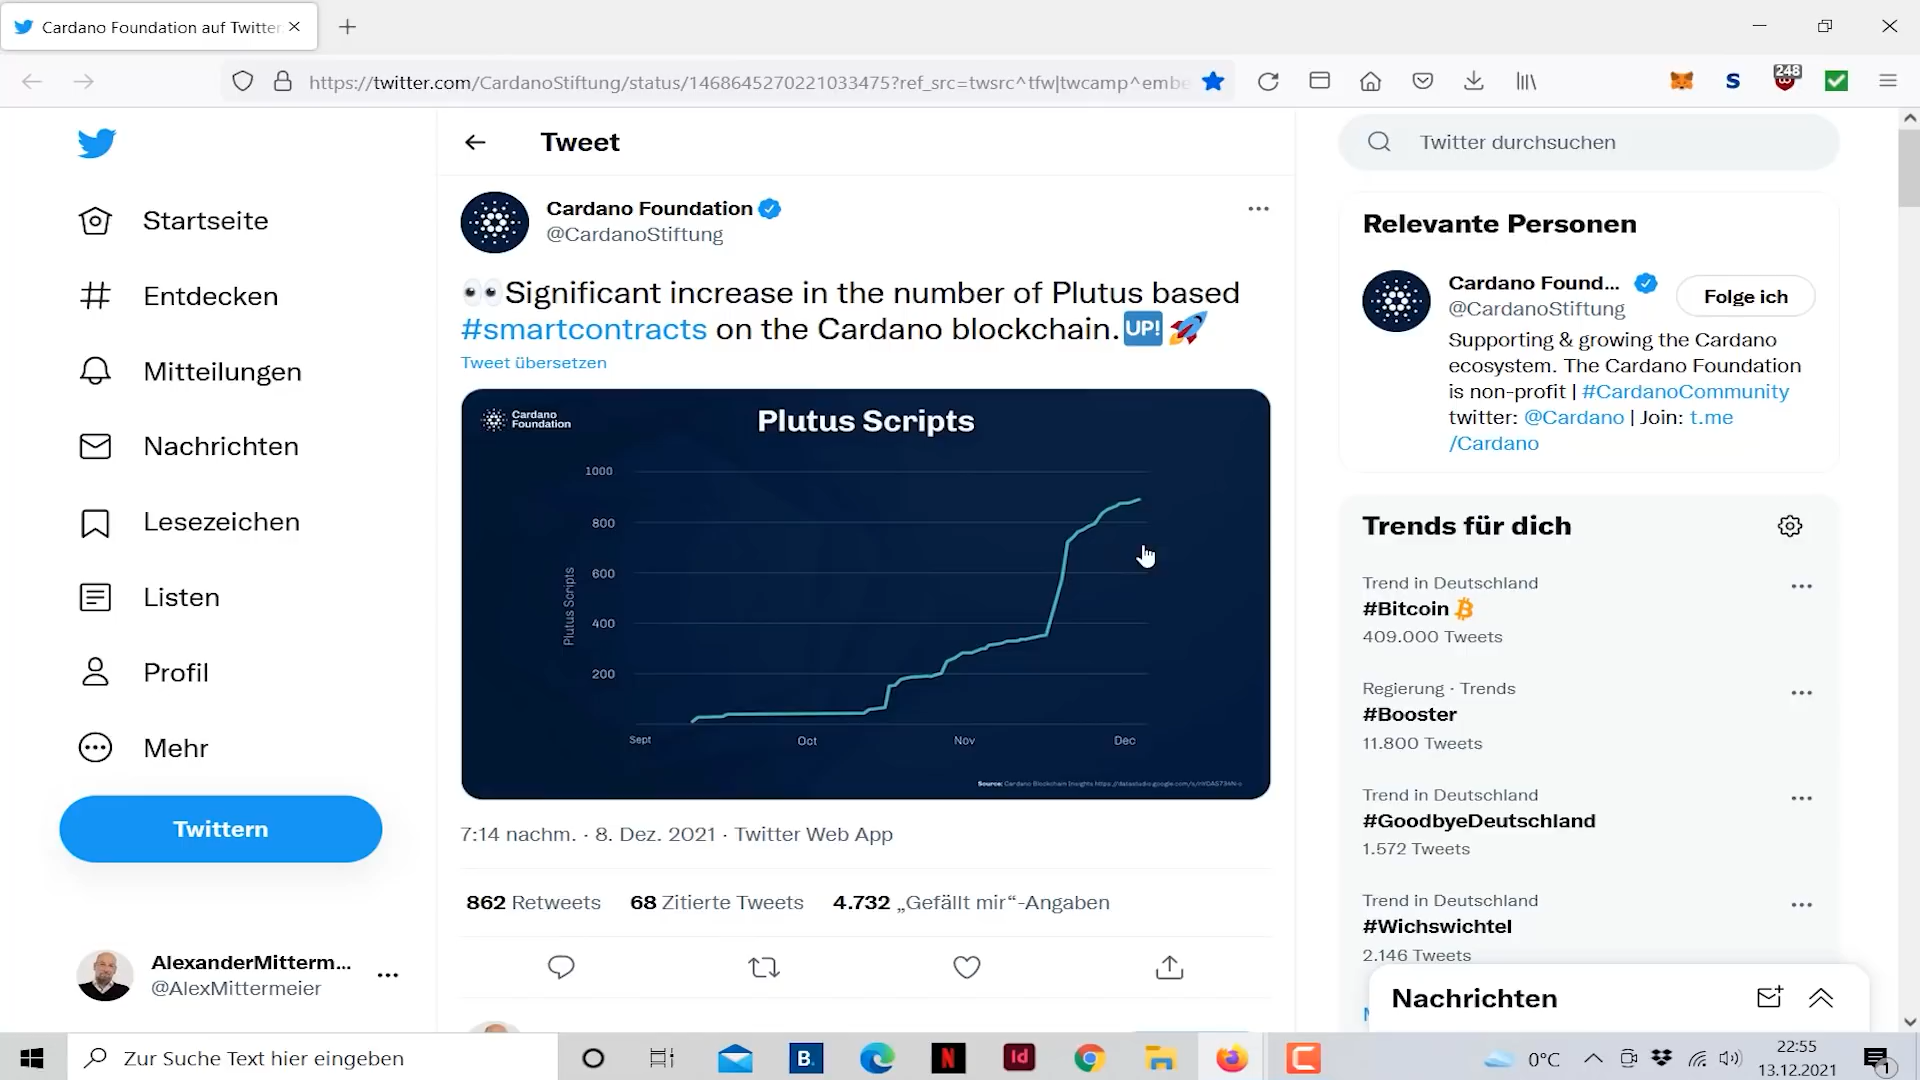 Cardano Foundation auf Twitter
https://twitter.com/CardanoStiftung/status/1468645270221033475?ref_src=twsrc^tfw|twcamp^embe
S
248
Tweet
Twitter durchsuchen
Startseite
Entdecken
Mitteilungen
Nachrichten
Lesezeichen
Listen
Profil
Mehr
Twittern
AlexanderMitterm...
@AlexMittermeier
Cardano Foundation
@CardanoStiftung
Significant increase in the number of Plutus based
#smartcontracts on the Cardano blockchain. UP!
Tweet übersetzen
Cardano
Foundation
Plutus Scripts
1000
800
600
400
200
Plutus Scripts
Sept Oct Nov Dec
Source: Cardano Blockchain Insights
7:14 nachm. · 8. Dez. 2021 · Twitter Web App
862 Retweets 68 Zitierte Tweets 4.732 „Gefällt mir“-Angaben
Relevante Personen
Cardano Found...
@CardanoStiftung
Folge ich
Supporting & growing the Cardano
ecosystem. The Cardano Foundation
is non-profit | #CardanoCommunity
twitter: @Cardano | Join: t.me
/Cardano
Trends für dich
Trend in Deutschland
#Bitcoin
409.000 Tweets
Regierung · Trends
#Booster
11.800 Tweets
Trend in Deutschland
#GoodbyeDeutschland
1.572 Tweets
Trend in Deutschland
#Wichswichtel
2.146 Tweets
Nachrichten
Zur Suche Text hier eingeben
B.
N
Id
0°C
22:55
13.12.2021
1